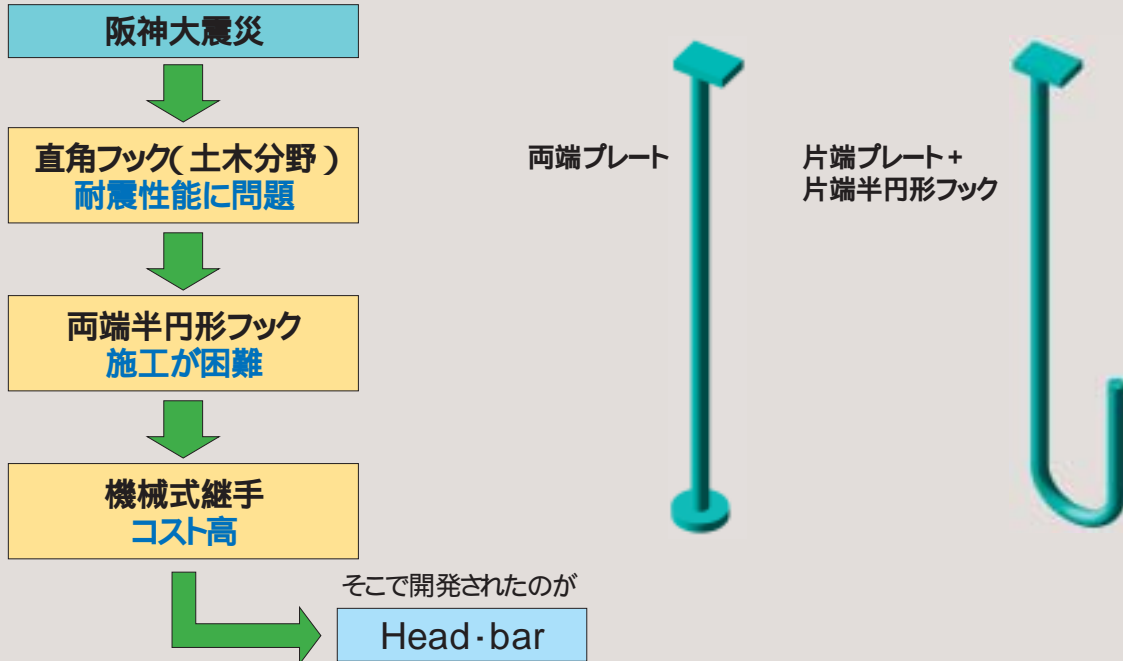 阪神大震災
直角フック(土木分野)
耐震性能に問題
両端半円形フック
施工が困難
機械式継手
コスト高
そこで開発されたのが
Head・bar
両端プレート
片端プレート+
片端半円形フック